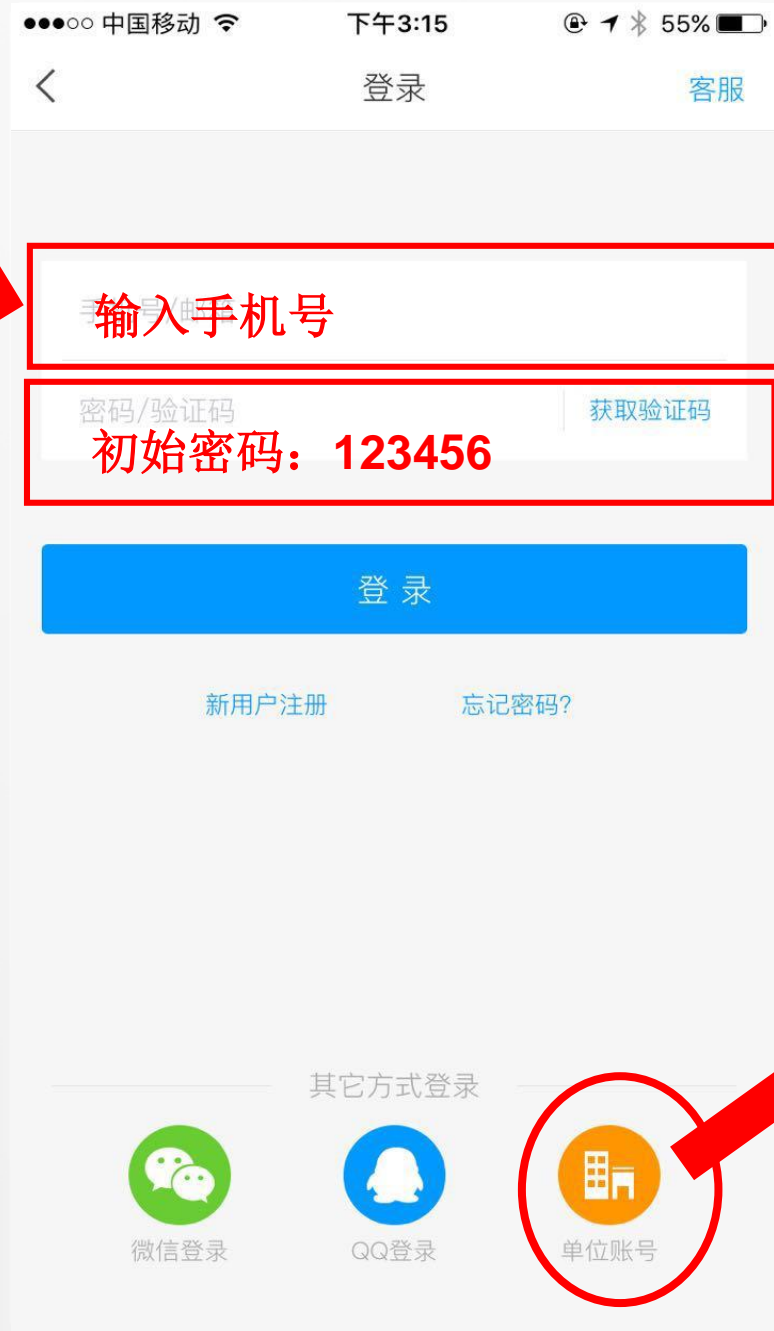 中国移动 下午3:15 55%
登录 客服
输入手机号
密码/验证码 获取验证码
初始密码：123456
登 录
新用户注册 忘记密码?
其它方式登录
微信登录 QQ登录 单位账号